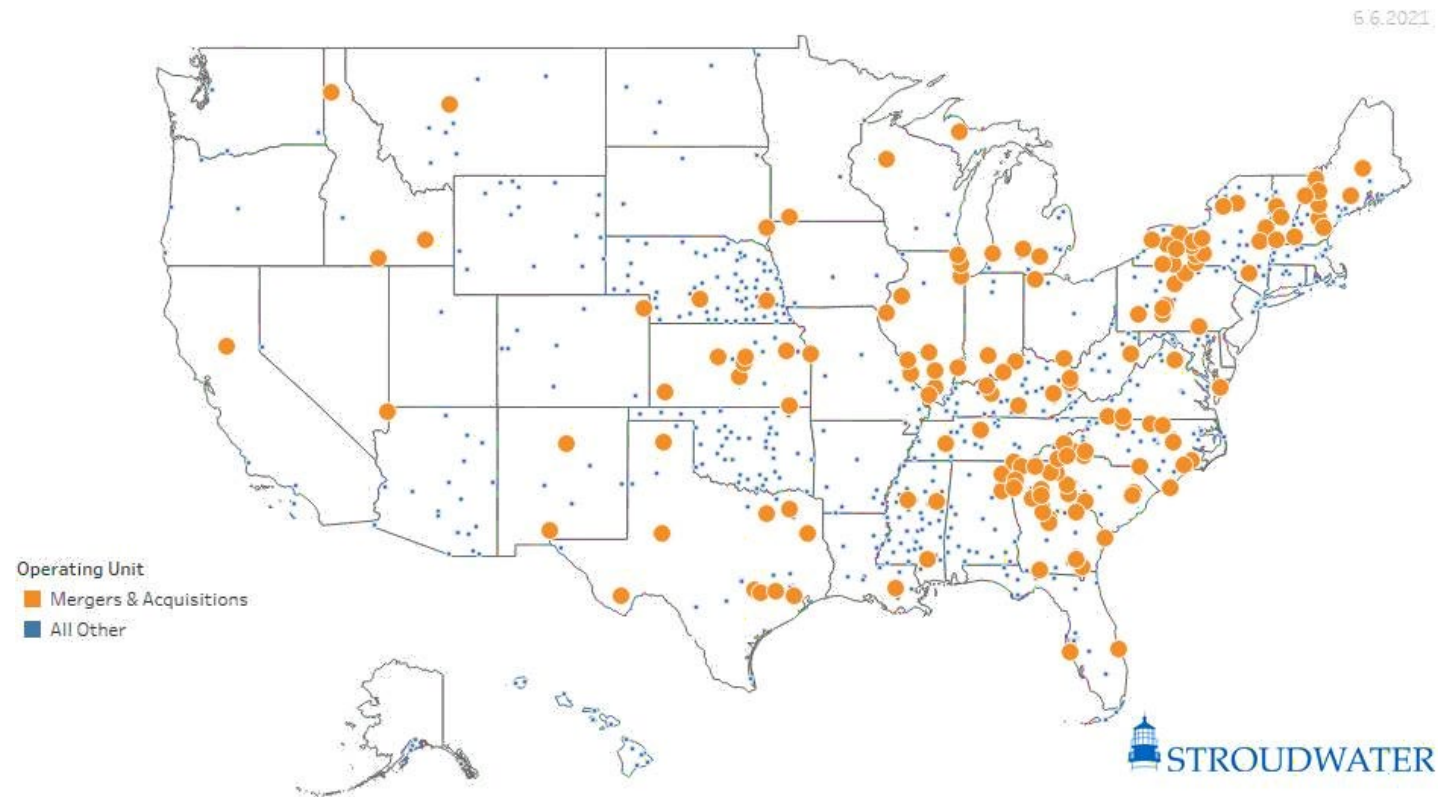 6.6.2021
Operating Unit
Mergers & Acquisitions
All Other
STROUDWATER